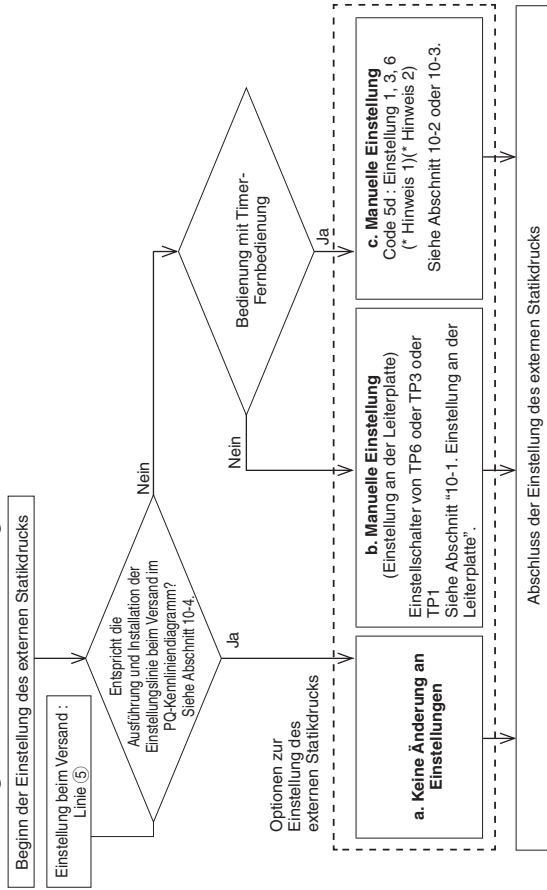 Beginn der Einstellung des externen Statikdrucks
Einstellung beim Versand :
Linie ⑤
Entspricht die
Ausführung und Installation der
Einstellungslinie beim Versand im
PQ-Kennliniendiagramm?
Siehe Abschnitt 10-4.
Nein
Ja
Bedienung mit Timer-
Fernbedienung
Nein
Ja
Optionen zur
Einstellung des
externen Statikdrucks
a. Keine Änderung an
Einstellungen
b. Manuelle Einstellung
(Einstellung an der Leiterplatte)
Einstellschalter von TP6 oder TP3 oder
TP1
Siehe Abschnitt “10-1. Einstellung an der
Leiterplatte”.
c. Manuelle Einstellung
Code 5d : Einstellung 1, 3, 6
(* Hinweis 1)(* Hinweis 2)
Siehe Abschnitt 10-2 oder 10-3.
Abschluss der Einstellung des externen Statikdrucks